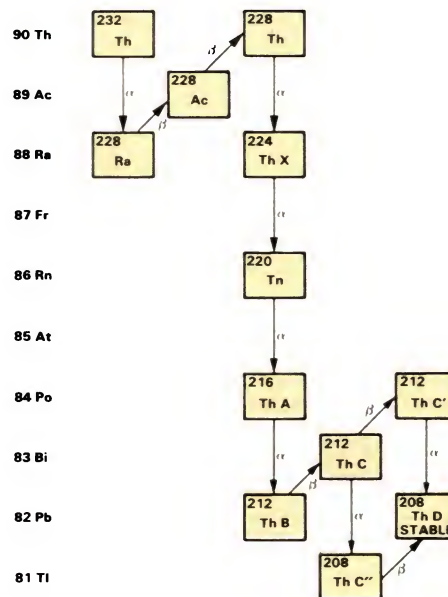 90 Th
232
Th
228
Th
β
89 Ac
228
Ac
α
α
β
88 Ra
228
Ra
224
Th X
87 Fr
α
86 Rn
220
Tn
85 At
α
84 Po
216
Th A
212
Th C'
β
83 Bi
212
Th C
α
α
β
82 Pb
212
Th B
208
Th D
STABLE
α
81 Tl
208
Th C''
β